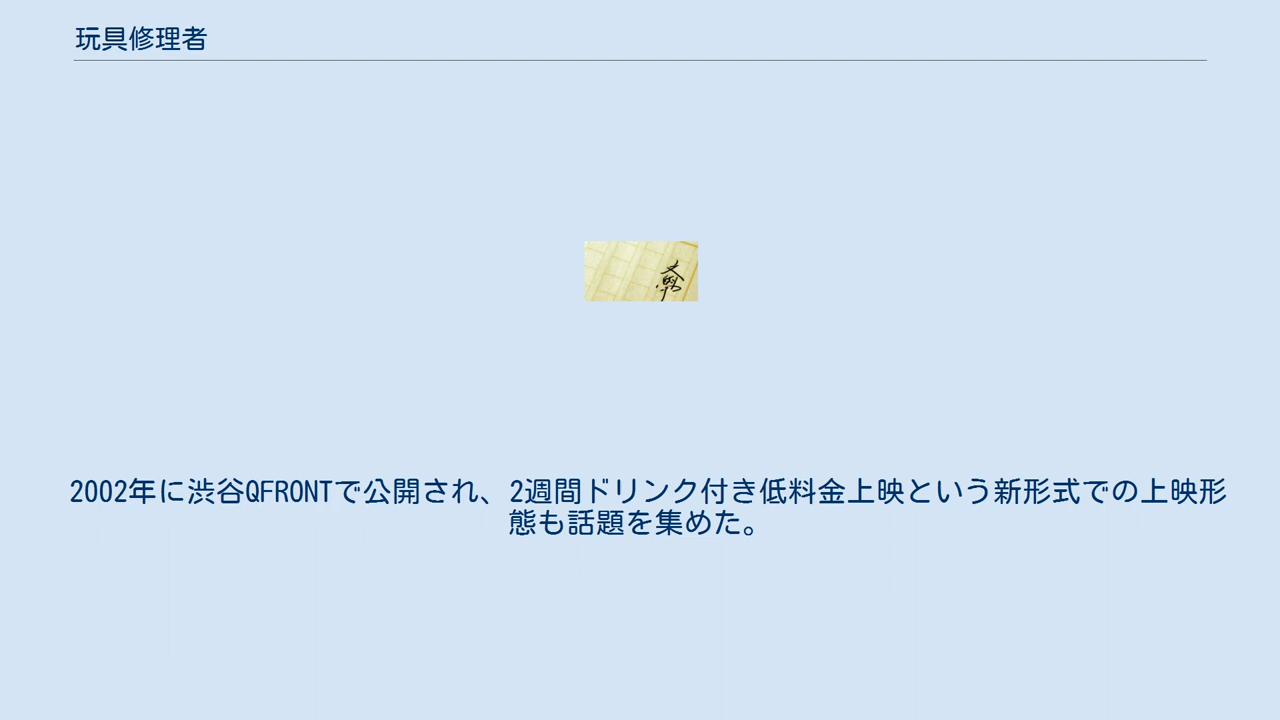 玩具修理者
2002年に渋谷QFRONTで公開され、2週間ドリンク付き低料金上映という新形式での上映形
態も話題を集めた。